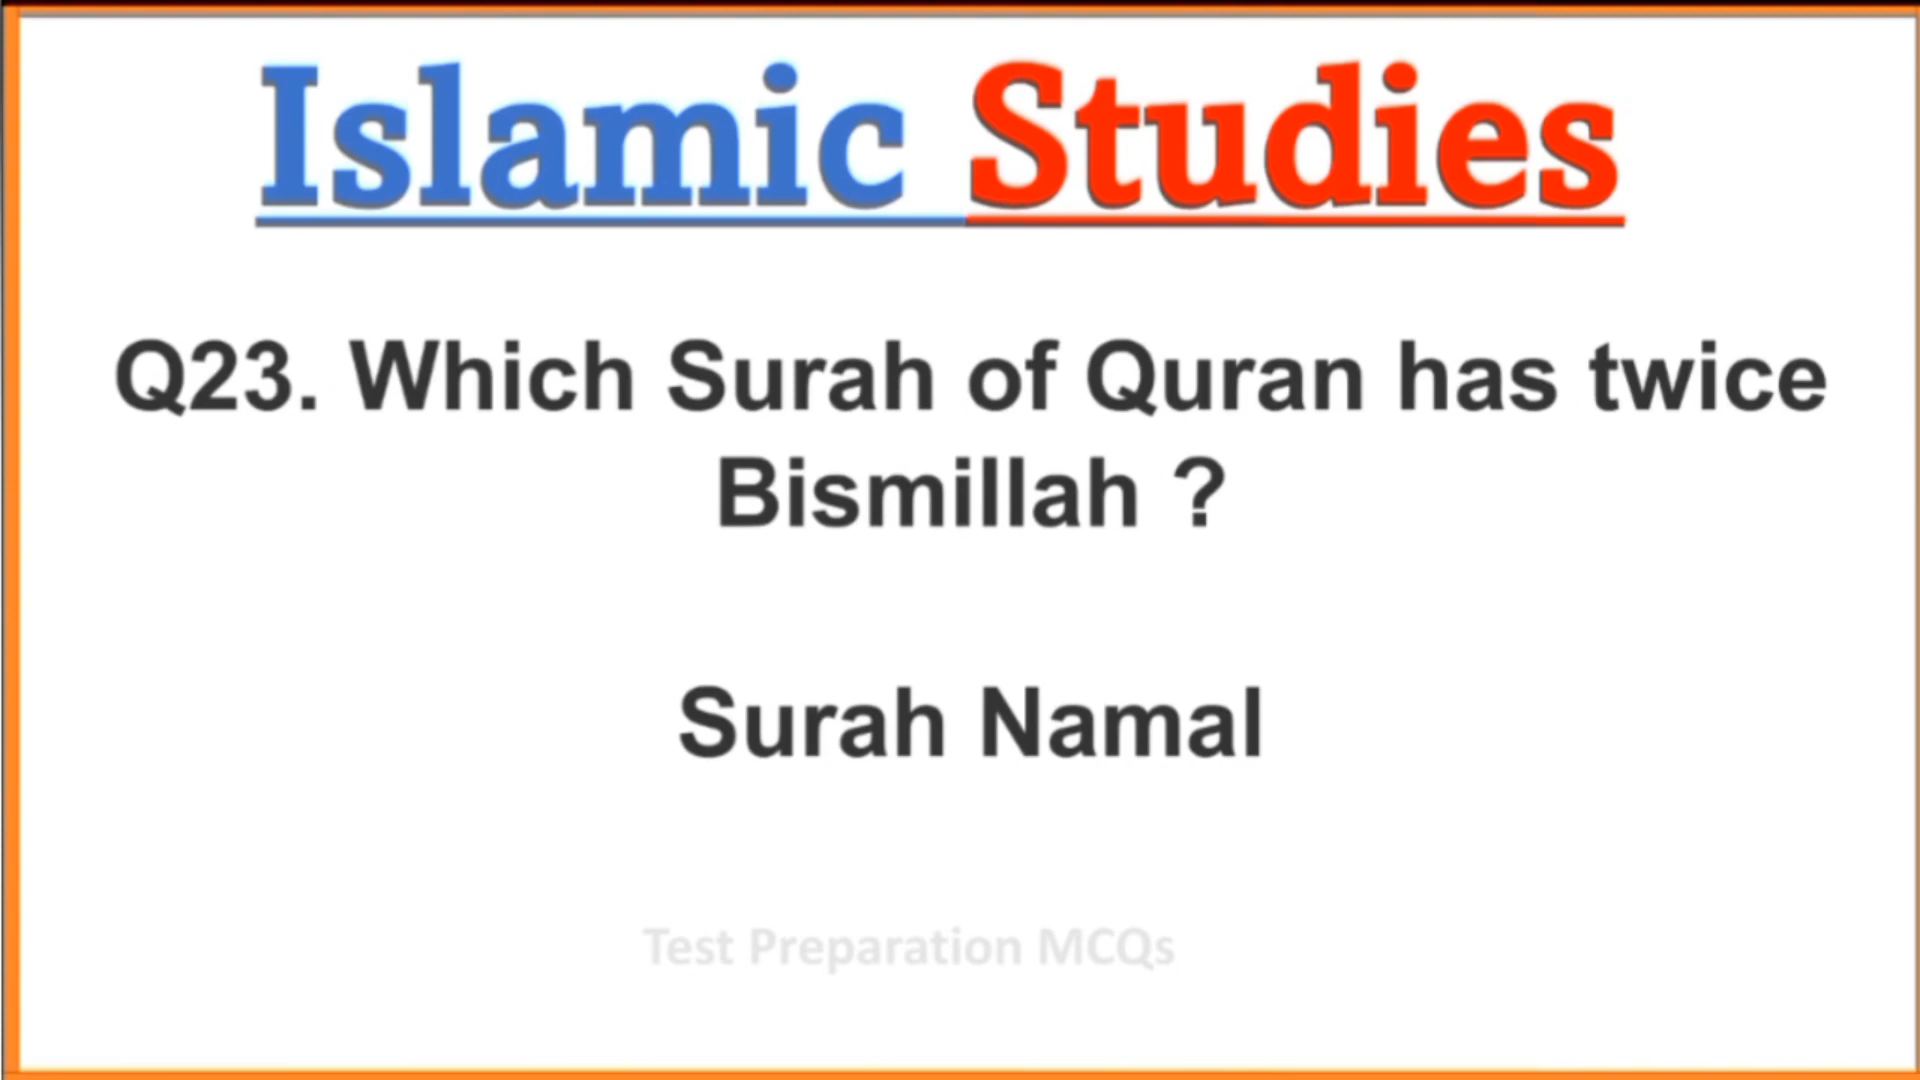 Islamic Studies
Q23. Which Surah of Quran has twice
Bismillah ?
Surah Namal
Test Preparation MCQs